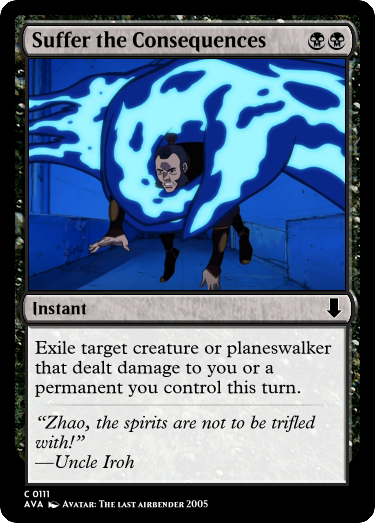 Suffer the Consequences
Instant
Exile target creature or planeswalker
that dealt damage to you or a
permanent you control this turn.
“Zhao, the spirits are not to be trifled
with!”
—Uncle Iroh
C 0111
AVA Avatar: The last airbender 2005